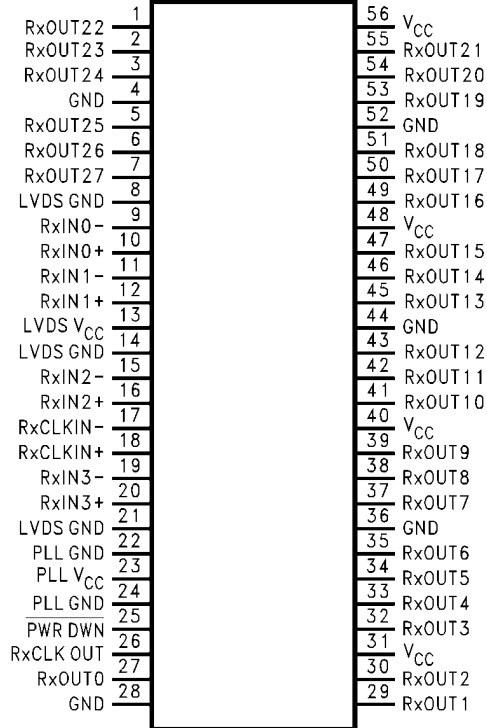 RxOUT22 1
RxOUT23 2
RxOUT24 3
GND 4
RxOUT25 5
RxOUT26 6
RxOUT27 7
LVDS GND 8
RxIN0− 9
RxIN0+ 10
RxIN1− 11
RxIN1+ 12
LVDS VCC 13
LVDS GND 14
RxIN2− 15
RxIN2+ 16
RxCLKIN− 17
RxCLKIN+ 18
RxIN3− 19
RxIN3+ 20
LVDS GND 21
PLL GND 22
PLL VCC 23
PLL GND 24
PWR DWN 25
RxCLK OUT 26
RxOUT0 27
GND 28
56 VCC
55 RxOUT21
54 RxOUT20
53 RxOUT19
52 GND
51 RxOUT18
50 RxOUT17
49 RxOUT16
48 VCC
47 RxOUT15
46 RxOUT14
45 RxOUT13
44 GND
43 RxOUT12
42 RxOUT11
41 RxOUT10
40 VCC
39 RxOUT9
38 RxOUT8
37 RxOUT7
36 GND
35 RxOUT6
34 RxOUT5
33 RxOUT4
32 RxOUT3
31 VCC
30 RxOUT2
29 RxOUT1